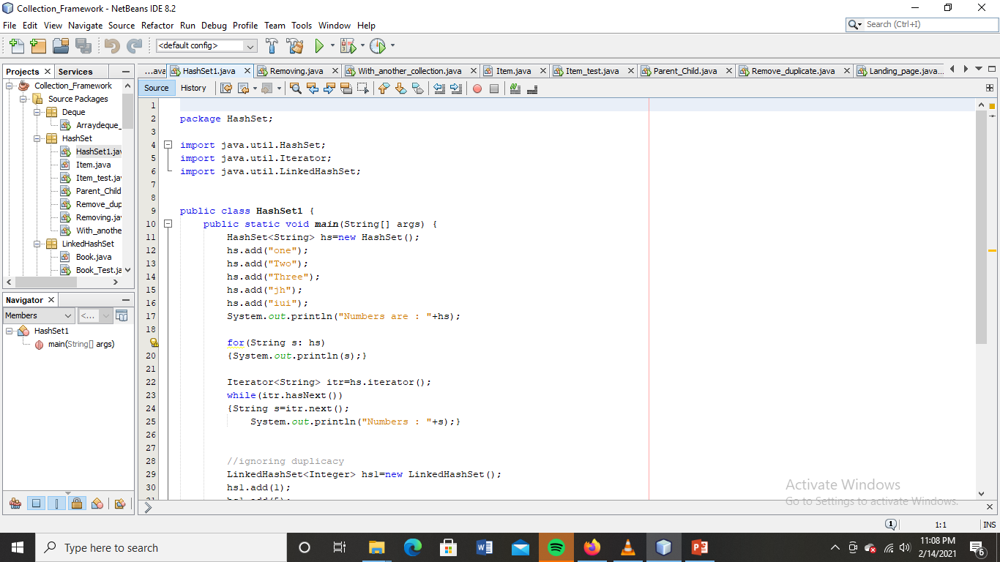 Collection_Framework - NetBeans IDE 8.2
File Edit View Navigate Source Refactor Run Debug Profile Team Tools Window Help
Search (Ctrl+I)
<default config>
Projects Services
...ava HashSet1.java Removing.java With_another_collection.java Item.java Item_test.java Parent_Child.java Remove_duplicate.java Landing_page.java...
Source History
Collection_Framework
Source Packages
Deque
Arraydeque_
HashSet
HashSet1.jav
Item.java
Item_test.jav
Parent_Child
Remove_dup
Removing.jav
With_anothe
LinkedHashSet
Book.java
Book_Test.ja
Navigator
Members <...
HashSet1
main(String[] args)
1
2 package HashSet;
3
4 import java.util.HashSet;
5 import java.util.Iterator;
6 import java.util.LinkedHashSet;
7
8
9 public class HashSet1 {
10 public static void main(String[] args) {
11 HashSet<String> hs=new HashSet();
12 hs.add("one");
13 hs.add("Two");
14 hs.add("Three");
15 hs.add("jh");
16 hs.add("iui");
17 System.out.println("Numbers are : "+hs);
18
for(String s: hs)
20 {System.out.println(s);}
21
22 Iterator<String> itr=hs.iterator();
23 while(itr.hasNext())
24 {String s=itr.next();
25 System.out.println("Numbers : "+s);}
26
27
28 //ignoring duplicacy
29 LinkedHashSet<Integer> hs1=new LinkedHashSet();
30 hs1.add(1);
Activate Windows
Go to Settings to activate Windows.
1 1:1 INS
Type here to search
11:08 PM
2/14/2021
6